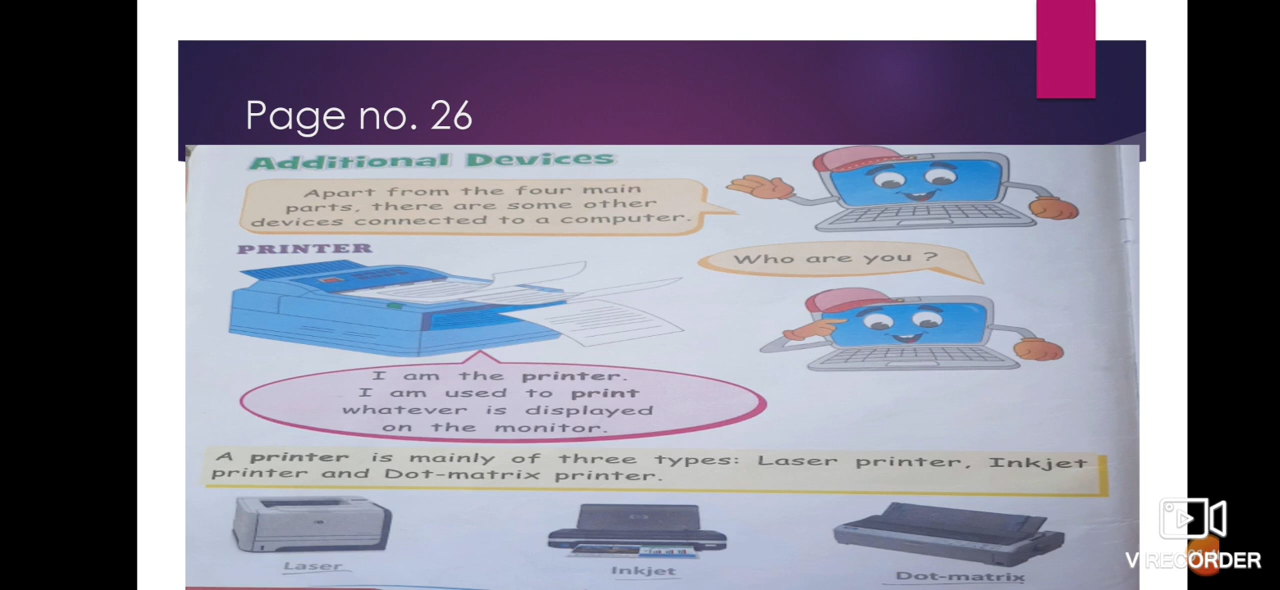 Page no. 26
Additional Devices
Apart from the four main
parts, there are some other
devices connected to a computer.
PRINTER
Who are you ?
I am the printer.
I am used to print
whatever is displayed
on the monitor.
A printer is mainly of three types: Laser printer, Inkjet
printer and Dot-matrix printer.
Laser
Inkjet
Dot-matrix
V RECORDER